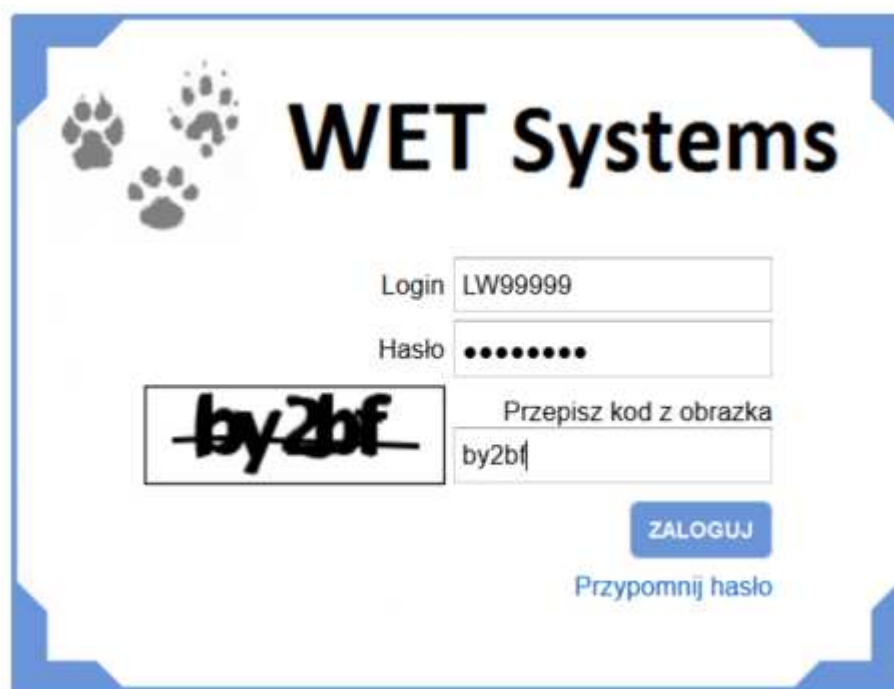 WET Systems
Login LW99999
Hasło ●●●●●●●●
by2bf
Przepisz kod z obrazka
by2bf
ZALOGUJ
Przypomnij hasło